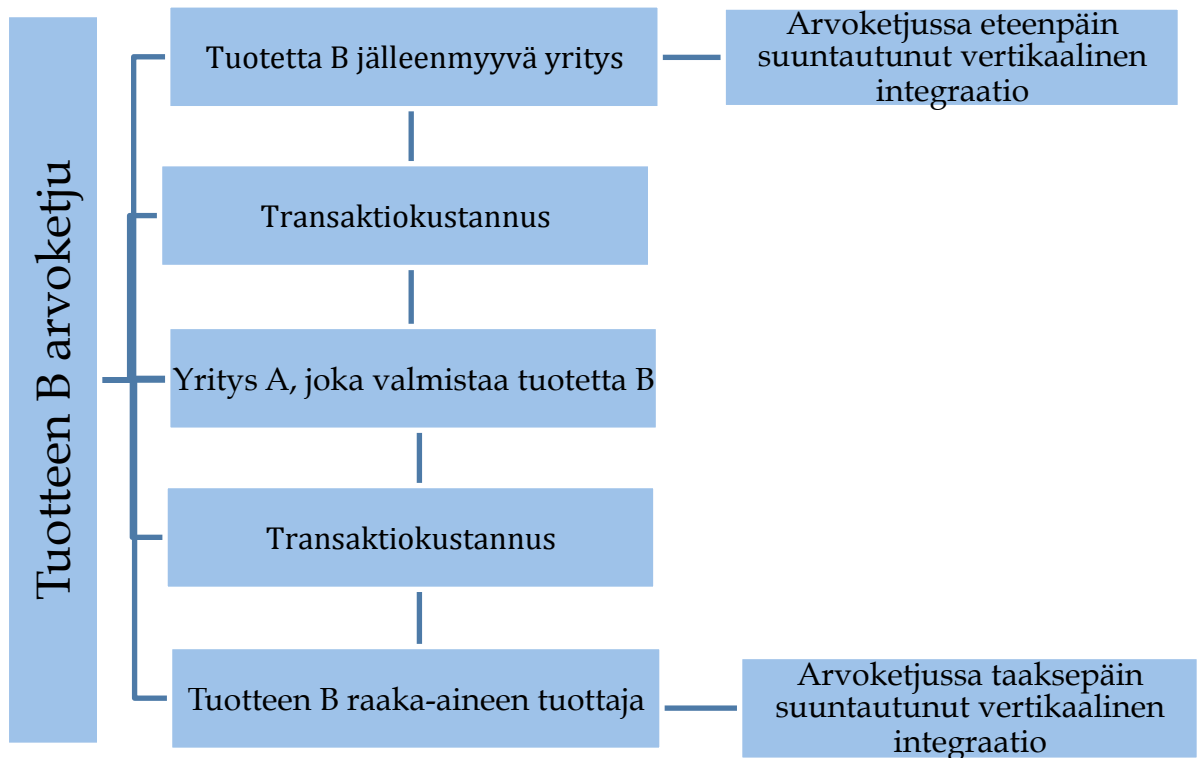 Tuotteen B arvoketju
Tuotetta B jälleenmyyvä yritys
Arvoketjussa eteenpäin
suuntautunut vertikaalinen
integraatio
Transaktiokustannus
Yritys A, joka valmistaa tuotetta B
Transaktiokustannus
Tuotteen B raaka-aineen tuottaja
Arvoketjussa taaksepäin
suuntautunut vertikaalinen
integraatio